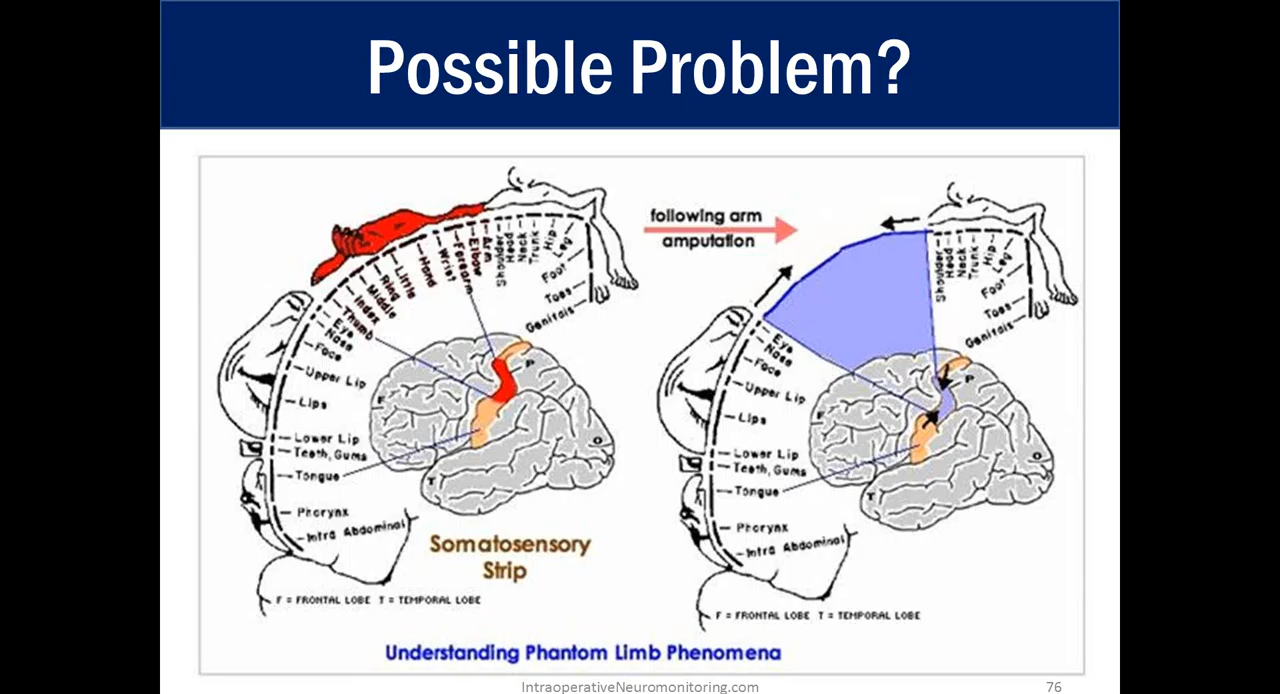 Possible Problem?
following arm
amputation
Arm
Elbow
Forearm
Wrist
Hand
Little
Ring
Middle
Index
Thumb
Eye
Nose
Face
Upper Lip
Lips
Lower Lip
Teeth, Gums
Tongue
Pharynx
Intra Abdominal
Shoulder
Head
Neck
Trunk
Hip
Leg
Foot
Toes
Genitals
F
P
O
T
Somatosensory
Strip
F = FRONTAL LOBE T = TEMPORAL LOBE
Shoulder
Head
Neck
Trunk
Hip
Leg
Foot
Toes
Genitals
Eye
Nose
Face
Upper Lip
Lips
Lower Lip
Teeth, Gums
Tongue
Pharynx
Intra Abdominal
F
P
O
T
F = FRONTAL LOBE T = TEMPORAL LOBE
Understanding Phantom Limb Phenomena
IntraoperativeNeuromonitoring.com
76